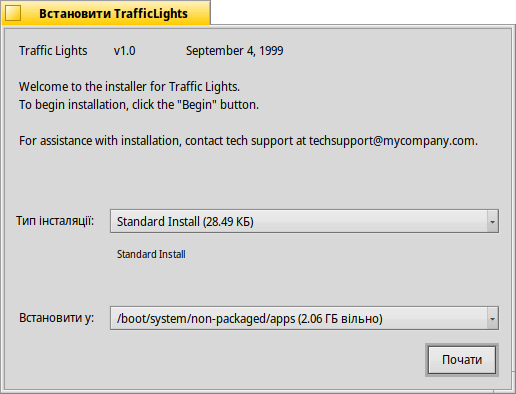 Встановити TrafficLights
Traffic Lights v1.0 September 4, 1999
Welcome to the installer for Traffic Lights.
To begin installation, click the "Begin" button.
For assistance with installation, contact tech support at techsupport@mycompany.com.
Тип інсталяції: Standard Install (28.49 КБ)
Standard Install
Встановити у: /boot/system/non-packaged/apps (2.06 ГБ вільно)
Почати